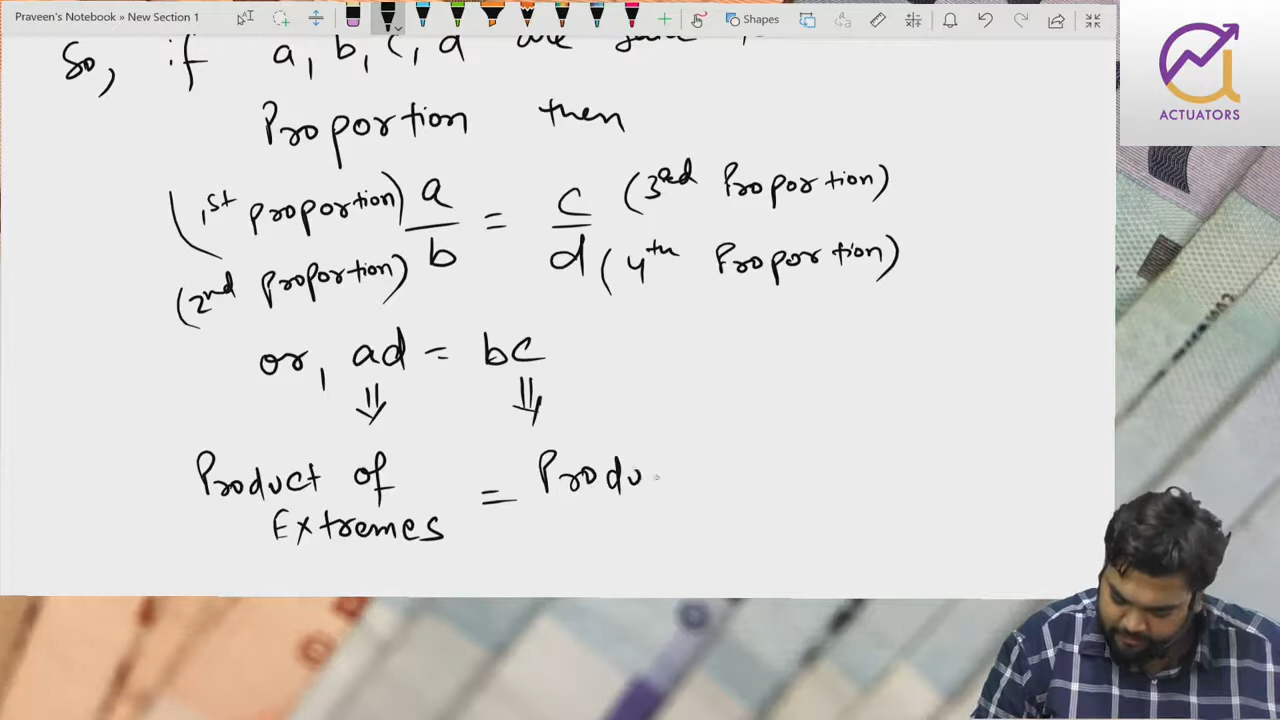 Praveen's Notebook » New Section 1
Shapes
ACTUATORS
So, if a, b, c, d are
Proportion then
(1st proportion) a/b = c/d (3rd Proportion)
(2nd proportion) (4th Proportion)
or, ad = bc
Product of = Produ
Extremes